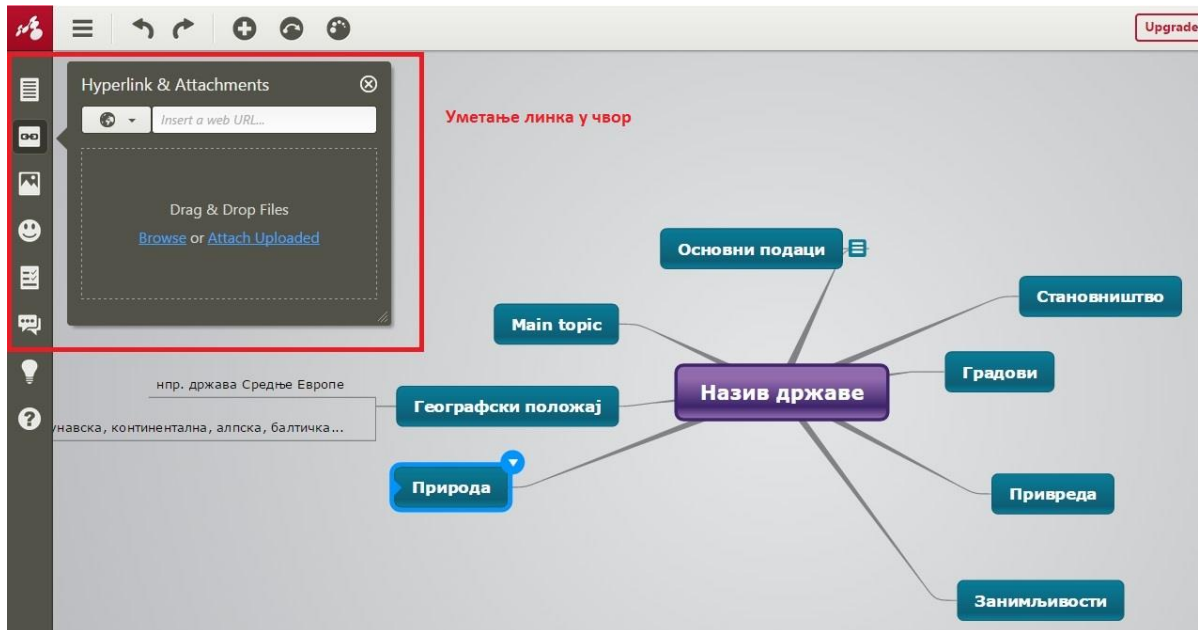 Upgrade
Hyperlink & Attachments
Insert a web URL...
Drag & Drop Files
Browse or Attach Uploaded
Уметање линка у чвор
Основни подаци
Становништво
Main topic
Градови
Назив државе
нпр. држава Средње Европе
Географски положај
континентална, алпска, балтичка...
Природа
Привреда
Занимљивости